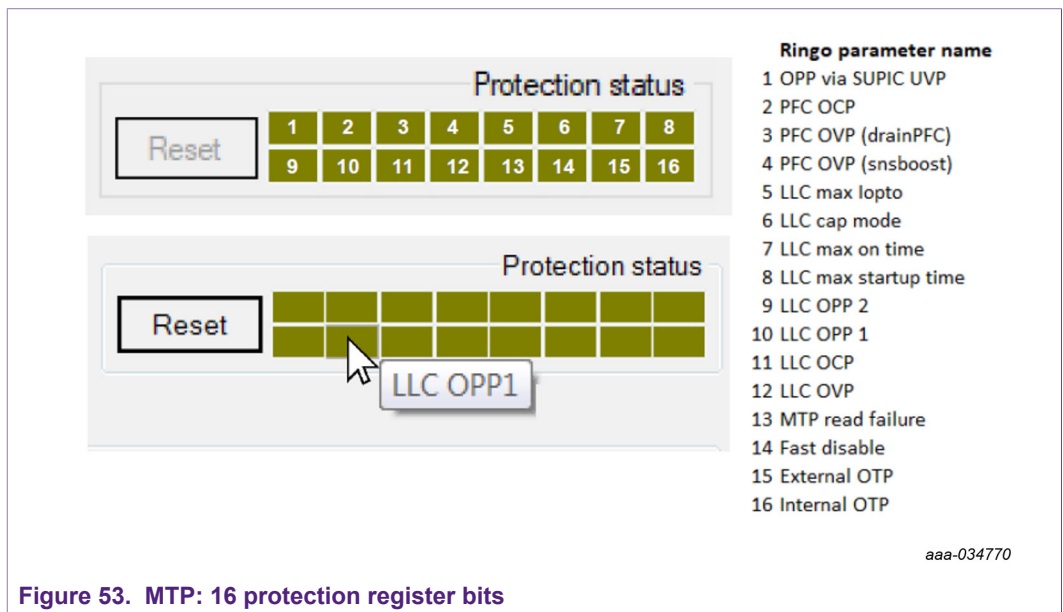 Protection status
Reset
1 2 3 4 5 6 7 8
9 10 11 12 13 14 15 16
Protection status
Reset
LLC OPP1
Ringo parameter name
1 OPP via SUPIC UVP
2 PFC OCP
3 PFC OVP (drainPFC)
4 PFC OVP (snsboost)
5 LLC max Iopto
6 LLC cap mode
7 LLC max on time
8 LLC max startup time
9 LLC OPP 2
10 LLC OPP 1
11 LLC OCP
12 LLC OVP
13 MTP read failure
14 Fast disable
15 External OTP
16 Internal OTP
aaa-034770
Figure 53. MTP: 16 protection register bits